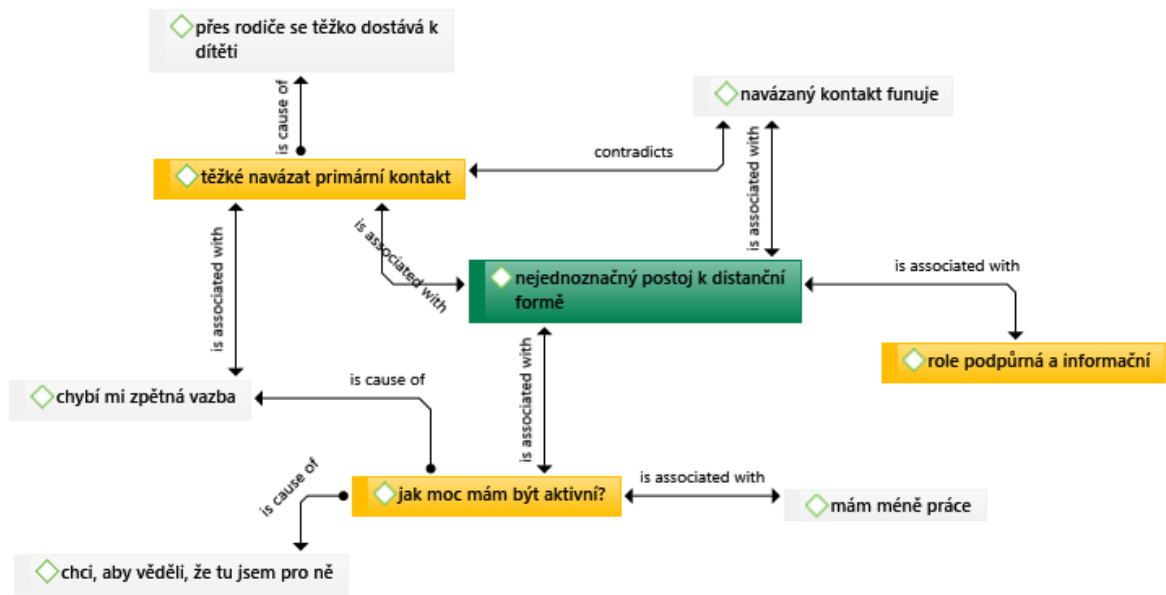 přes rodiče se těžko dostává k
dítěti
navázaný kontakt funuje
is cause of
contradicts
is associated with
těžké navázat primární kontakt
is associated with
is associated with
nejednoznačný postoj k distanční
formě
is associated with
role podpůrná a informační
is associated with
is cause of
chybí mi zpětná vazba
is cause of
jak moc mám být aktivní?
is associated with
mám méně práce
chci, aby věděli, že tu jsem pro ně